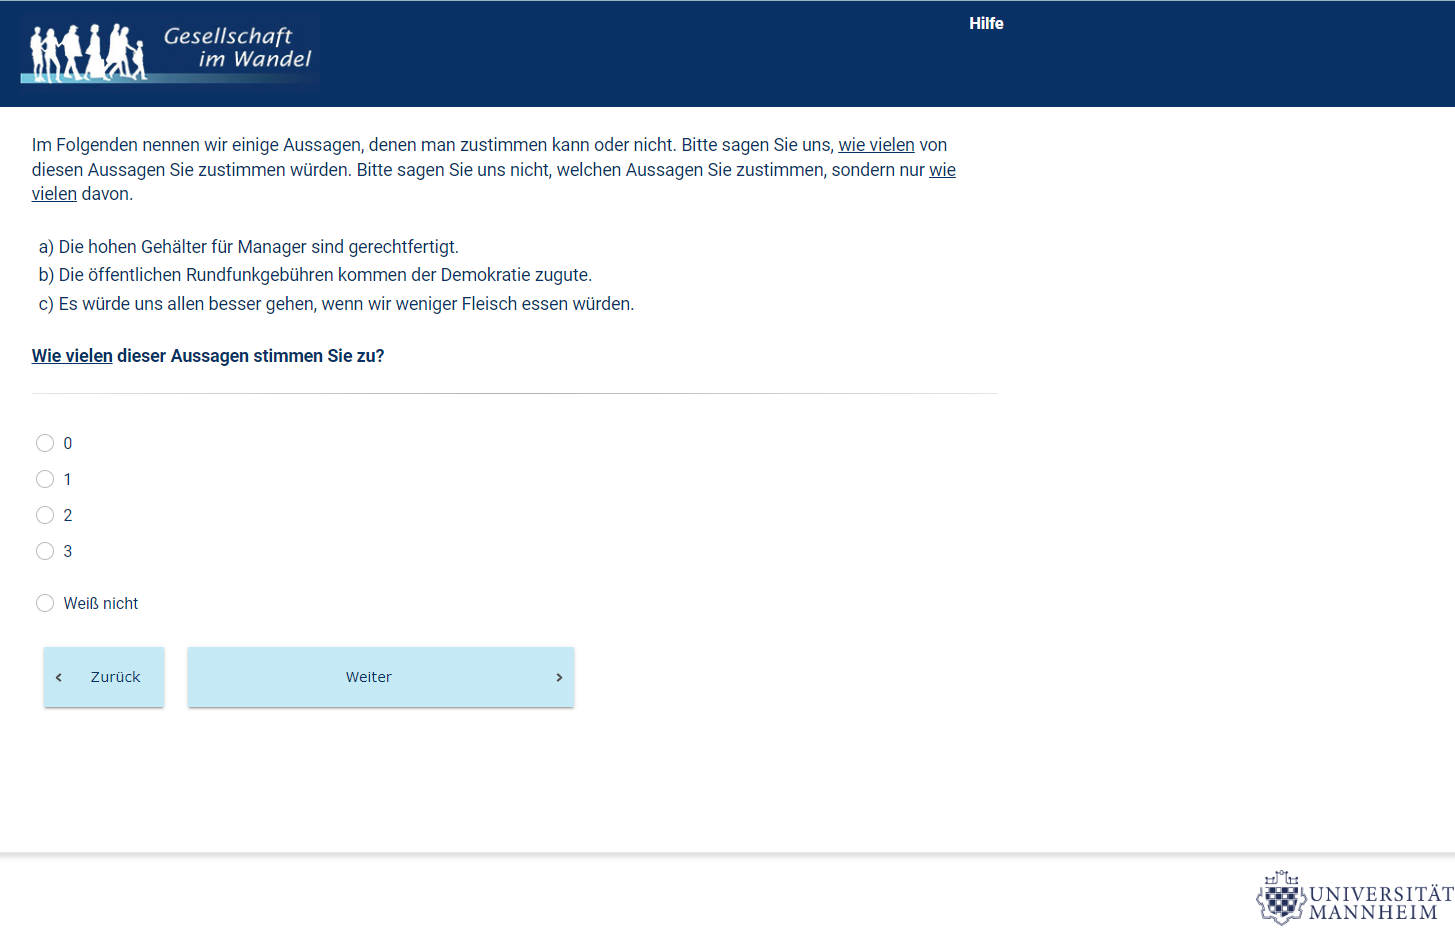 Gesellschaft
im Wandel
Hilfe
Im Folgenden nennen wir einige Aussagen, denen man zustimmen kann oder nicht. Bitte sagen Sie uns, wie vielen von
diesen Aussagen Sie zustimmen würden. Bitte sagen Sie uns nicht, welchen Aussagen Sie zustimmen, sondern nur wie
vielen davon.
a) Die hohen Gehälter für Manager sind gerechtfertigt.
b) Die öffentlichen Rundfunkgebühren kommen der Demokratie zugute.
c) Es würde uns allen besser gehen, wenn wir weniger Fleisch essen würden.
Wie vielen dieser Aussagen stimmen Sie zu?
0
1
2
3
Weiß nicht
Zurück
Weiter
UNIVERSITÄT
MANNHEIM